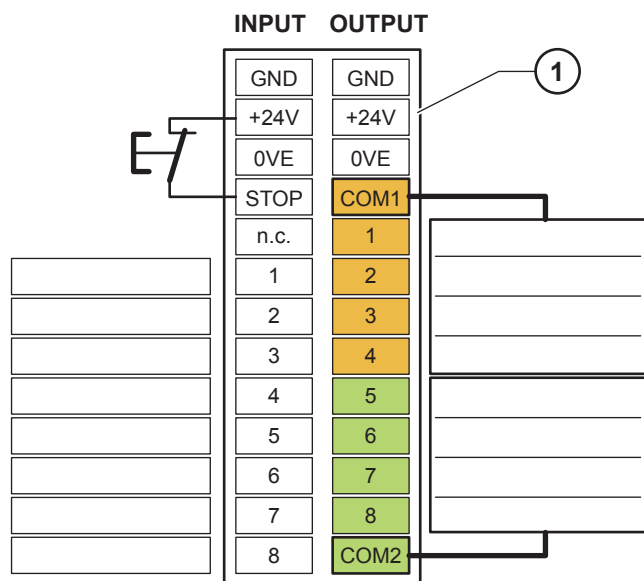 INPUT OUTPUT
1
GND GND
+24V +24V
0VE 0VE
STOP COM1
n.c. 1
1 2
2 3
3 4
4 5
5 6
6 7
7 8
8 COM2